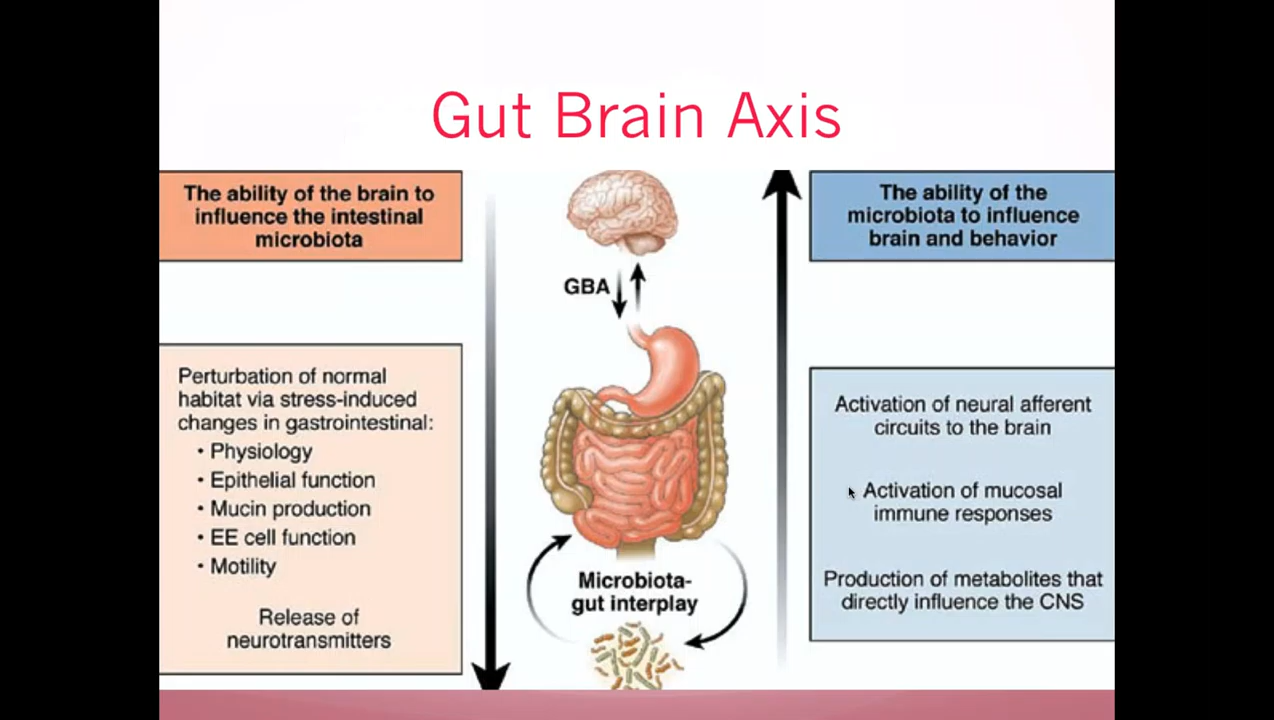 Gut Brain Axis
The ability of the brain to
influence the intestinal
microbiota
Perturbation of normal
habitat via stress-induced
changes in gastrointestinal:
• Physiology
• Epithelial function
• Mucin production
• EE cell function
• Motility
Release of
neurotransmitters
GBA
Microbiota-
gut interplay
The ability of the
microbiota to influence
brain and behavior
Activation of neural afferent
circuits to the brain
Activation of mucosal
immune responses
Production of metabolites that
directly influence the CNS